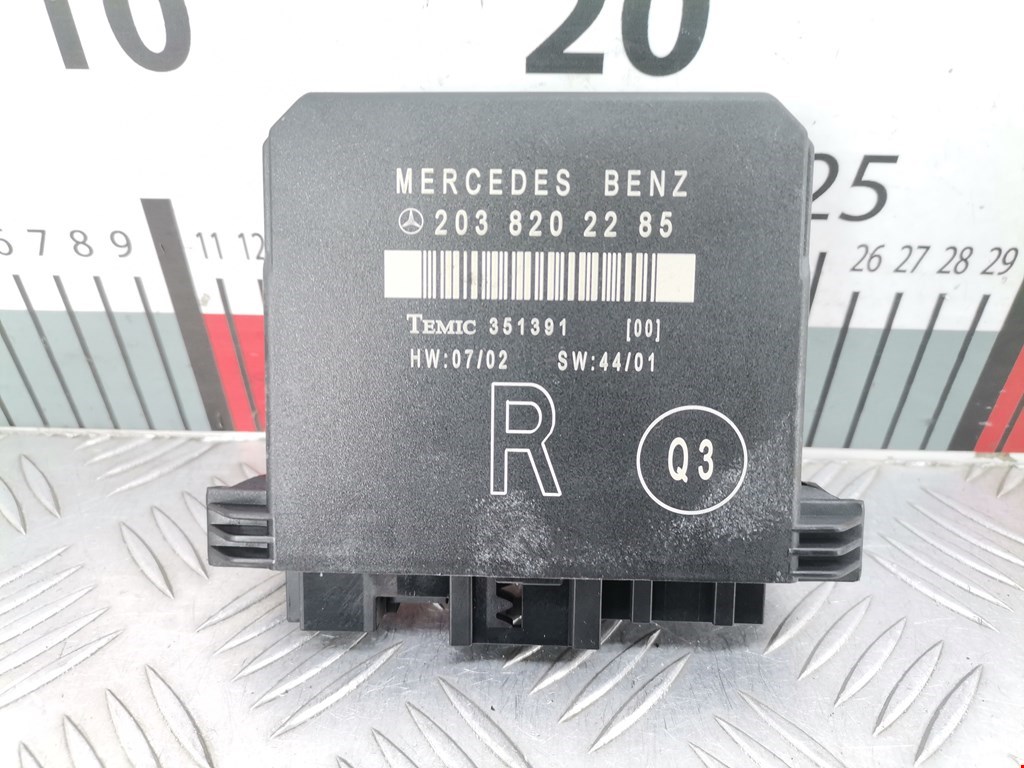 10 20
25
6 7 8 9 11 12 26 27 28 29
MERCEDES BENZ
203 820 22 85
TEMIC 351391 [00]
HW:07/02 SW:44/01
R
Q3